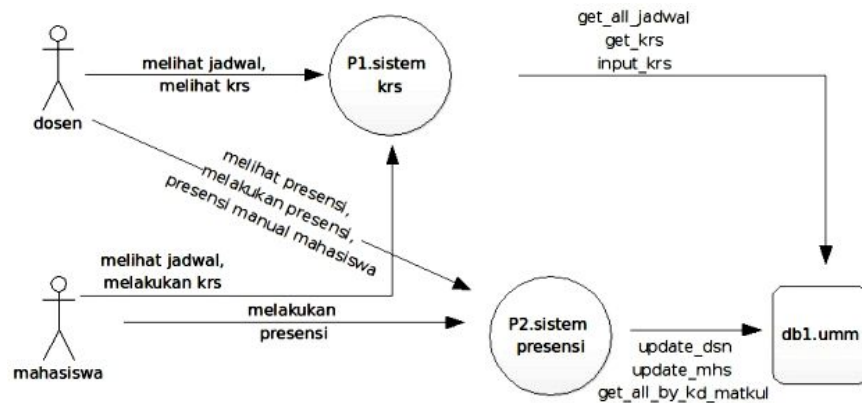 get_all_jadwal
get_krs
input_krs
melihat jadwal,
melihat krs
P1.sistem
krs
dosen
melihat presensi,
melakukan presensi,
presensi manual mahasiswa
melihat jadwal,
melakukan krs
melakukan
presensi
mahasiswa
P2.sistem
presensi
update_dsn
update_mhs
get_all_by_kd_matkul
db1.umm